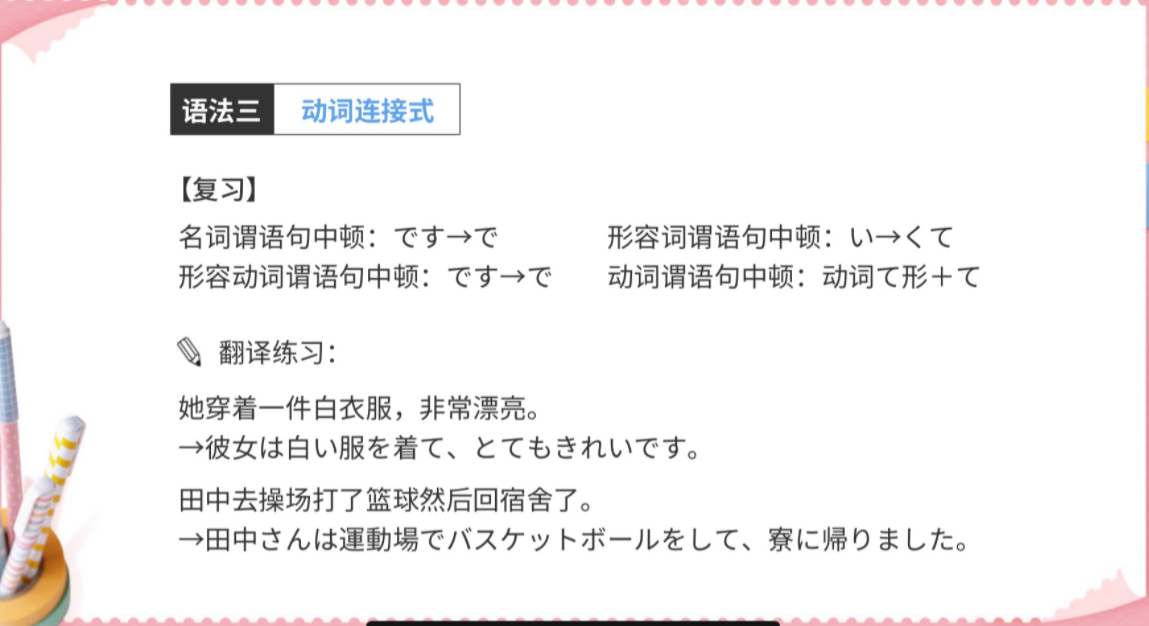 语法三 动词连接式
【复习】
名词谓语句中顿：です→で 形容词谓语句中顿：い→くて
形容动词谓语句中顿：です→で 动词谓语句中顿：动词て形＋て
翻译练习：
她穿着一件白衣服，非常漂亮。
→彼女は白い服を着て、とてもきれいです。
田中去操场打了篮球然后回宿舍了。
→田中さんは運動場でバスケットボールをして、寮に帰りました。